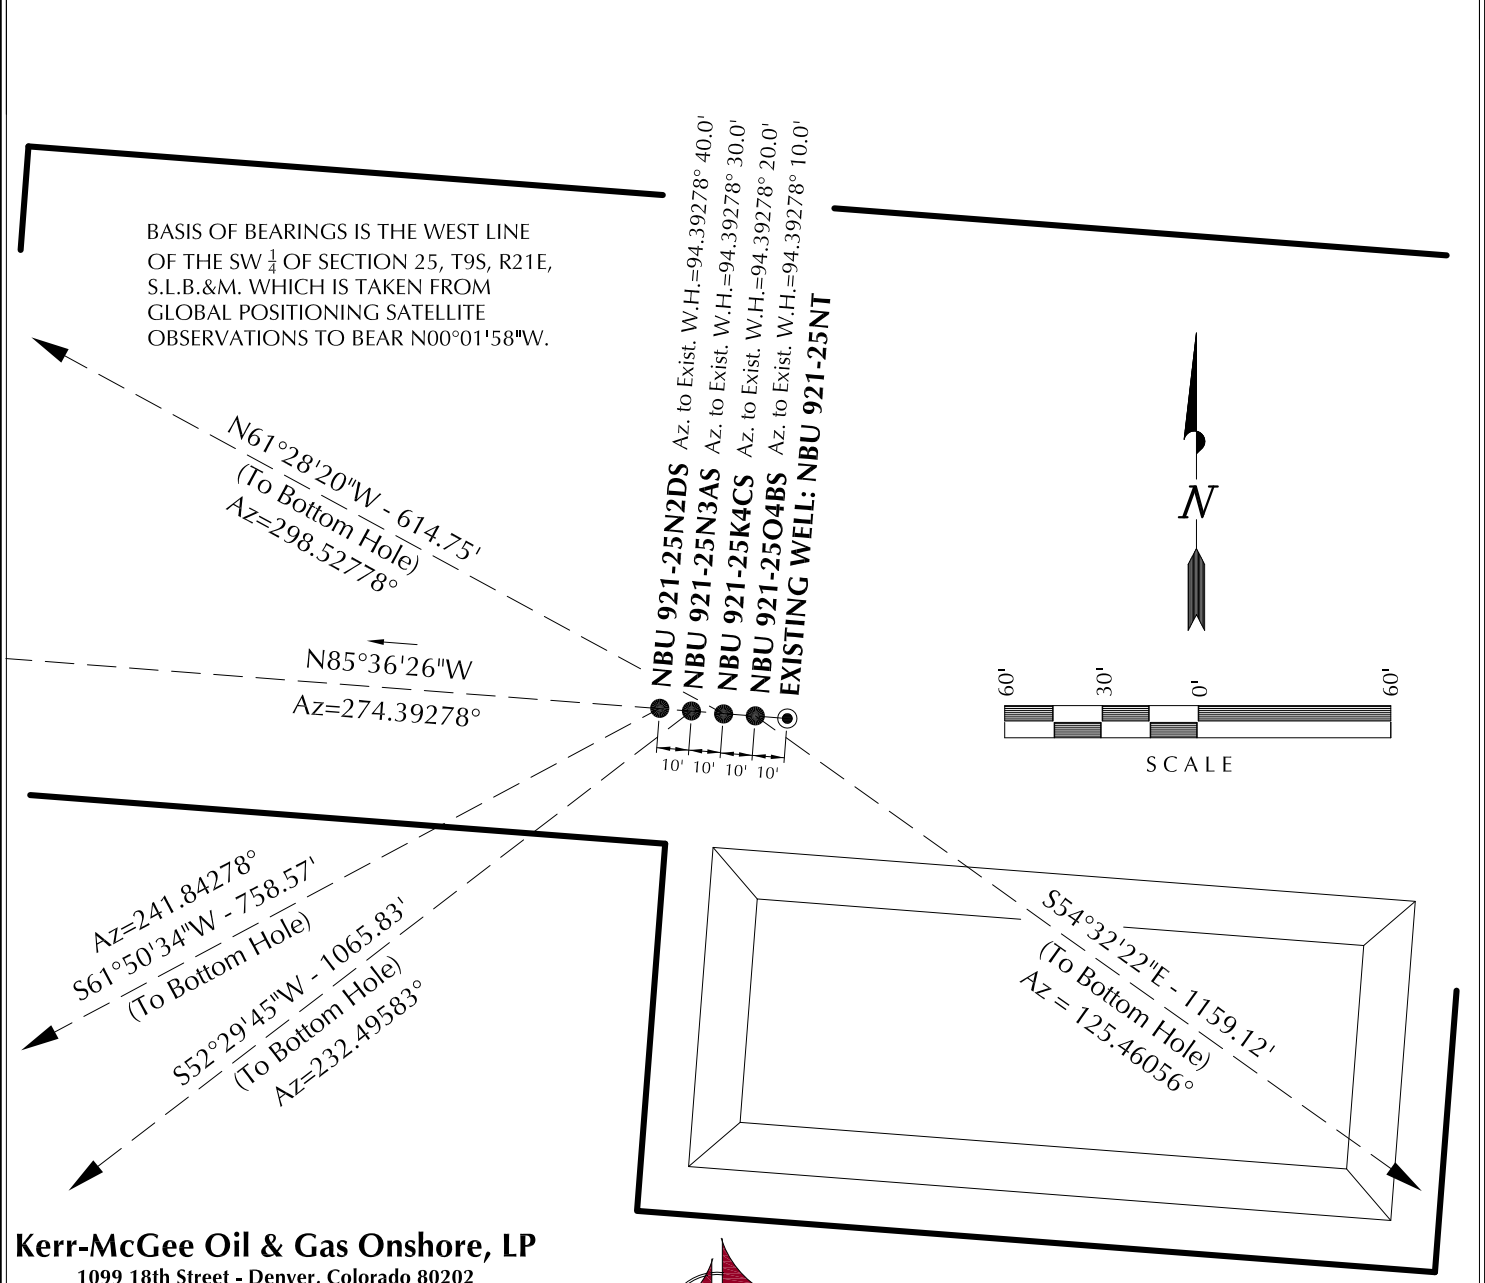 BASIS OF BEARINGS IS THE WEST LINE
OF THE SW 1/4 OF SECTION 25, T9S, R21E,
S.L.B.&M. WHICH IS TAKEN FROM
GLOBAL POSITIONING SATELLITE
OBSERVATIONS TO BEAR N00°01'58"W.
NBU 921-25N2DS Az. to Exist. W.H.=94.39278° 40.0'
NBU 921-25N3AS Az. to Exist. W.H.=94.39278° 30.0'
NBU 921-25K4CS Az. to Exist. W.H.=94.39278° 20.0'
NBU 921-25O4BS Az. to Exist. W.H.=94.39278° 10.0'
EXISTING WELL: NBU 921-25NT
N61°28'20"W - 614.75'
(To Bottom Hole)
Az=298.52778°
N
N85°36'26"W
Az=274.39278°
60' 30' 0' 60'
SCALE
10' 10' 10' 10'
Az=241.84278°
S61°50'34"W - 758.57'
(To Bottom Hole)
S52°29'45"W - 1065.83'
(To Bottom Hole)
Az=232.49583°
S54°32'22"E - 1159.12'
(To Bottom Hole)
Az = 125.46056°
Kerr-McGee Oil & Gas Onshore, LP
1099 18th Street - Denver, Colorado 80202